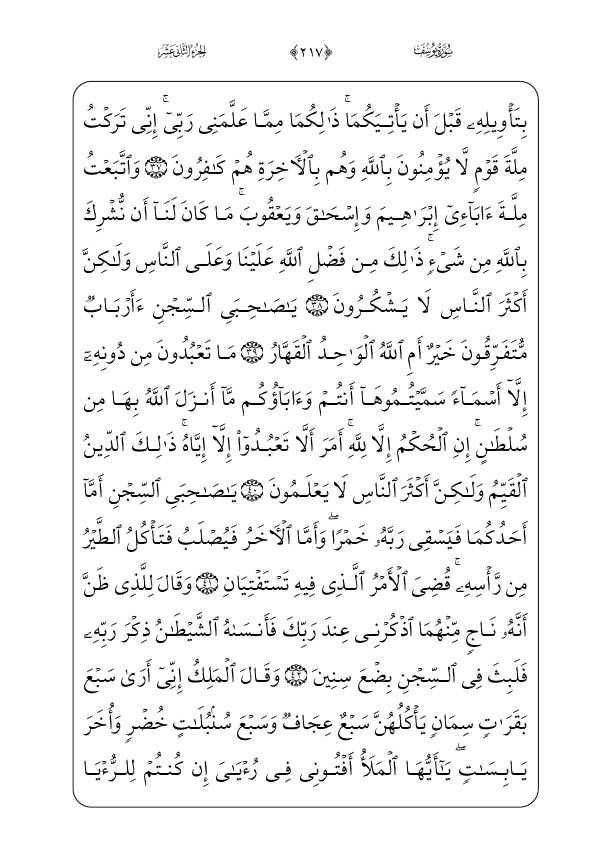 سُورَةُ يُوسُفَ ﴿٢١٧﴾ الجُزْءُ الثَّانِي عَشَرَ
بِتَأۡوِيلِهِۦ قَبۡلَ أَن يَأۡتِيَكُمَاۚ ذَٰلِكُمَا مِمَّا عَلَّمَنِي رَبِّيٓۚ إِنِّي تَرَكۡتُ
مِلَّةَ قَوۡمٖ لَّا يُؤۡمِنُونَ بِٱللَّهِ وَهُم بِٱلۡأٓخِرَةِ هُمۡ كَٰفِرُونَ ٣٧ وَٱتَّبَعۡتُ
مِلَّةَ ءَابَآءِيٓ إِبۡرَٰهِيمَ وَإِسۡحَٰقَ وَيَعۡقُوبَۚ مَا كَانَ لَنَآ أَن نُّشۡرِكَ
بِٱللَّهِ مِن شَيۡءٖۚ ذَٰلِكَ مِن فَضۡلِ ٱللَّهِ عَلَيۡنَا وَعَلَى ٱلنَّاسِ وَلَٰكِنَّ
أَكۡثَرَ ٱلنَّاسِ لَا يَشۡكُرُونَ ٣٨ يَٰصَٰحِبَيِ ٱلسِّجۡنِ ءَأَرۡبَابٞ
مُّتَفَرِّقُونَ خَيۡرٌ أَمِ ٱللَّهُ ٱلۡوَٰحِدُ ٱلۡقَهَّارُ ٣٩ مَا تَعۡبُدُونَ مِن دُونِهِۦٓ
إِلَّآ أَسۡمَآءٗ سَمَّيۡتُمُوهَآ أَنتُمۡ وَءَابَآؤُكُم مَّآ أَنزَلَ ٱللَّهُ بِهَا مِن
سُلۡطَٰنٍۚ إِنِ ٱلۡحُكۡمُ إِلَّا لِلَّهِۚ أَمَرَ أَلَّا تَعۡبُدُوٓاْ إِلَّآ إِيَّاهُۚ ذَٰلِكَ ٱلدِّينُ
ٱلۡقَيِّمُ وَلَٰكِنَّ أَكۡثَرَ ٱلنَّاسِ لَا يَعۡلَمُونَ ٤٠ يَٰصَٰحِبَيِ ٱلسِّجۡنِ أَمَّآ
أَحَدُكُمَا فَيَسۡقِي رَبَّهُۥ خَمۡرٗاۖ وَأَمَّا ٱلۡأٓخَرُ فَيُصۡلَبُ فَتَأۡكُلُ ٱلطَّيۡرُ
مِن رَّأۡسِهِۦۚ قُضِيَ ٱلۡأَمۡرُ ٱلَّذِي فِيهِ تَسۡتَفۡتِيَانِ ٤١ وَقَالَ لِلَّذِي ظَنَّ
أَنَّهُۥ نَاجٖ مِّنۡهُمَا ٱذۡكُرۡنِي عِندَ رَبِّكَ فَأَنسَىٰهُ ٱلشَّيۡطَٰنُ ذِكۡرَ رَبِّهِۦ
فَلَبِثَ فِي ٱلسِّجۡنِ بِضۡعَ سِنِينَ ٤٢ وَقَالَ ٱلۡمَلِكُ إِنِّيٓ أَرَىٰ سَبۡعَ
بَقَرَٰتٖ سِمَانٖ يَأۡكُلُهُنَّ سَبۡعٌ عِجَافٞ وَسَبۡعَ سُنۢبُلَٰتٍ خُضۡرٖ وَأُخَرَ
يَابِسَٰتٖۖ يَٰٓأَيُّهَا ٱلۡمَلَأُ أَفۡتُونِي فِي رُءۡيَٰيَ إِن كُنتُمۡ لِلرُّءۡيَا